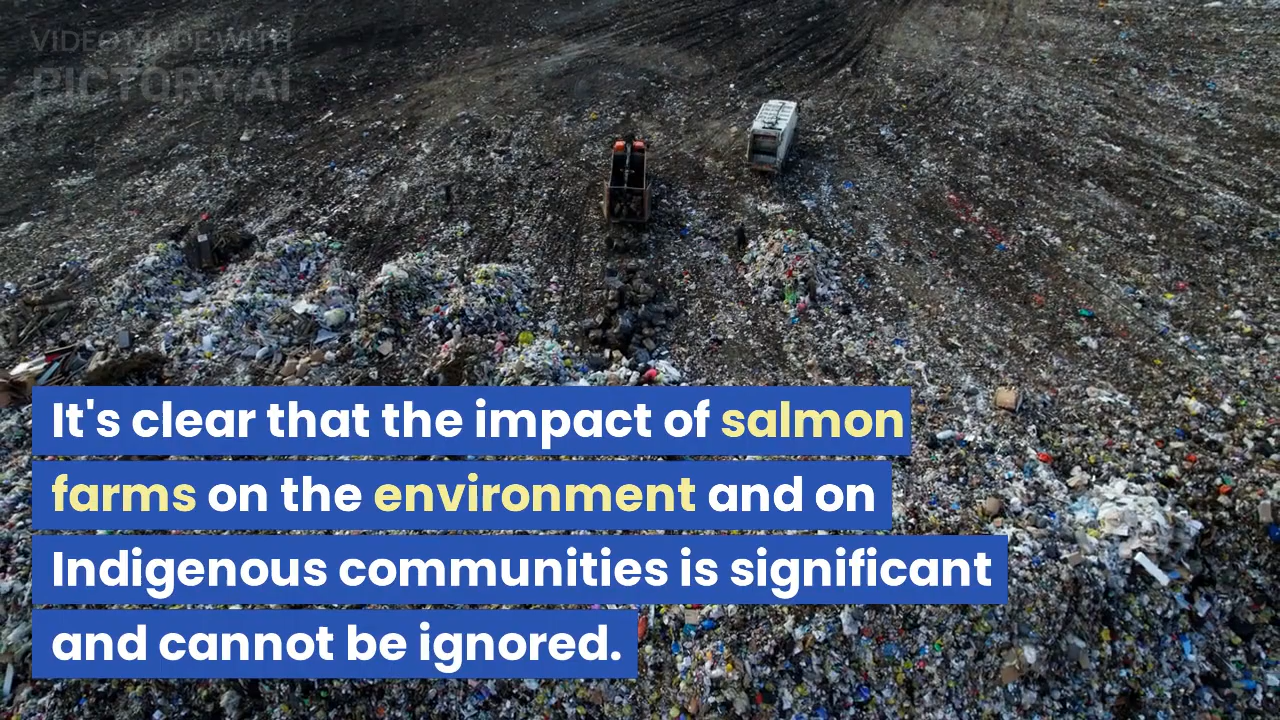 VIDEO MADE WITH
PICTORY.AI
It's clear that the impact of salmon
farms on the environment and on
Indigenous communities is significant
and cannot be ignored.